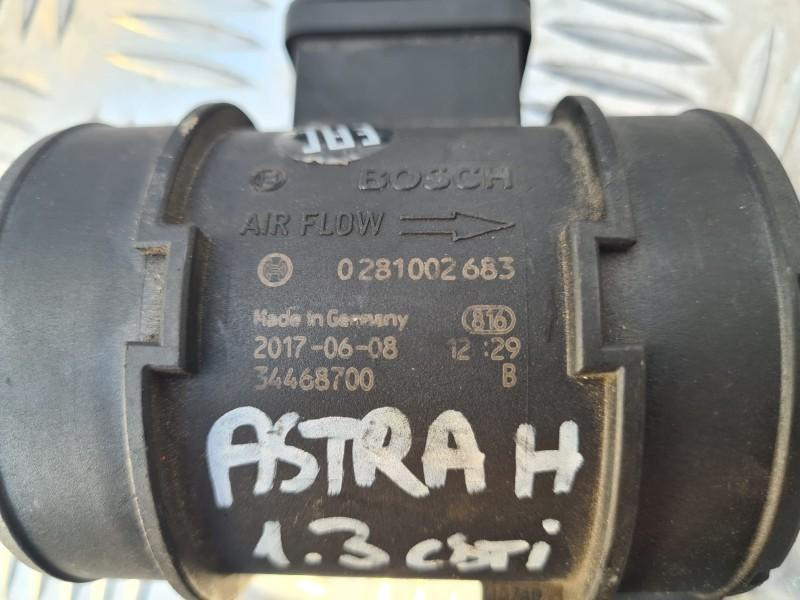 EAC
BOSCH
AIR FLOW
0 281 002 683
Made in Germany 816
2017-06-08 12:29
34468700 B
ASTRA H
1.3 CDTi